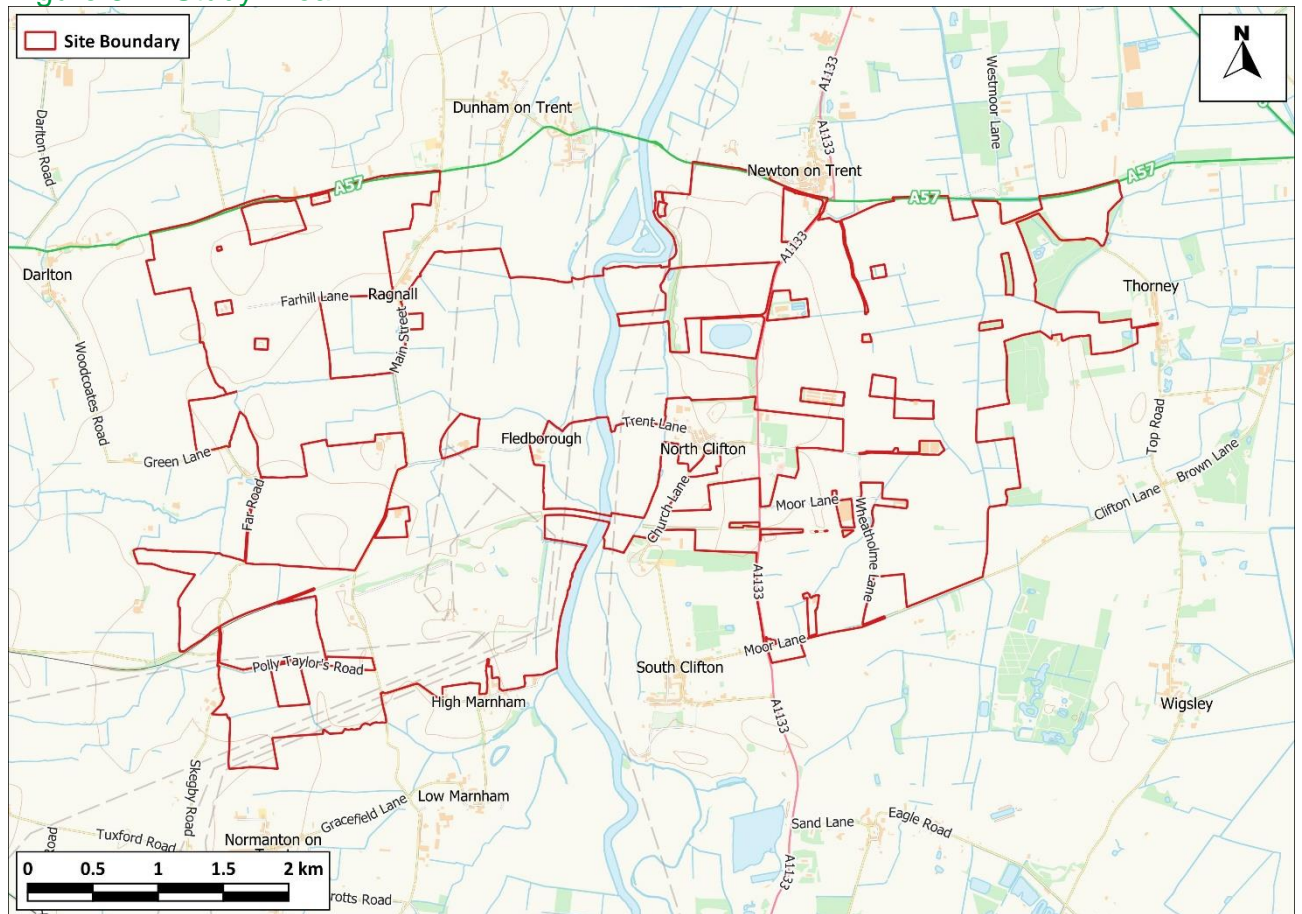 Site Boundary
N
Dunham on Trent
Darlton Road
A1133
A1133
Westmoor Lane
Newton on Trent
A57
A57
A57
A1133
Darlton
Farhill Lane
Ragnall
Main Street
Thorney
Woodcoates Road
Green Lane
Fledborough
Trent Lane
North Clifton
Top Road
Brown Lane
Clifton Lane
Far Road
Church Lane
Moor Lane
Wheatholme Lane
A1133
Polly Taylor's Road
High Marnham
South Clifton
Moor Lane
A1133
Wigsley
Skegby Road
Low Marnham
Gracefield Lane
Tuxford Road
Normanton on
Sand Lane
Eagle Road
A1133
0 0.5 1 1.5 2 km
Road